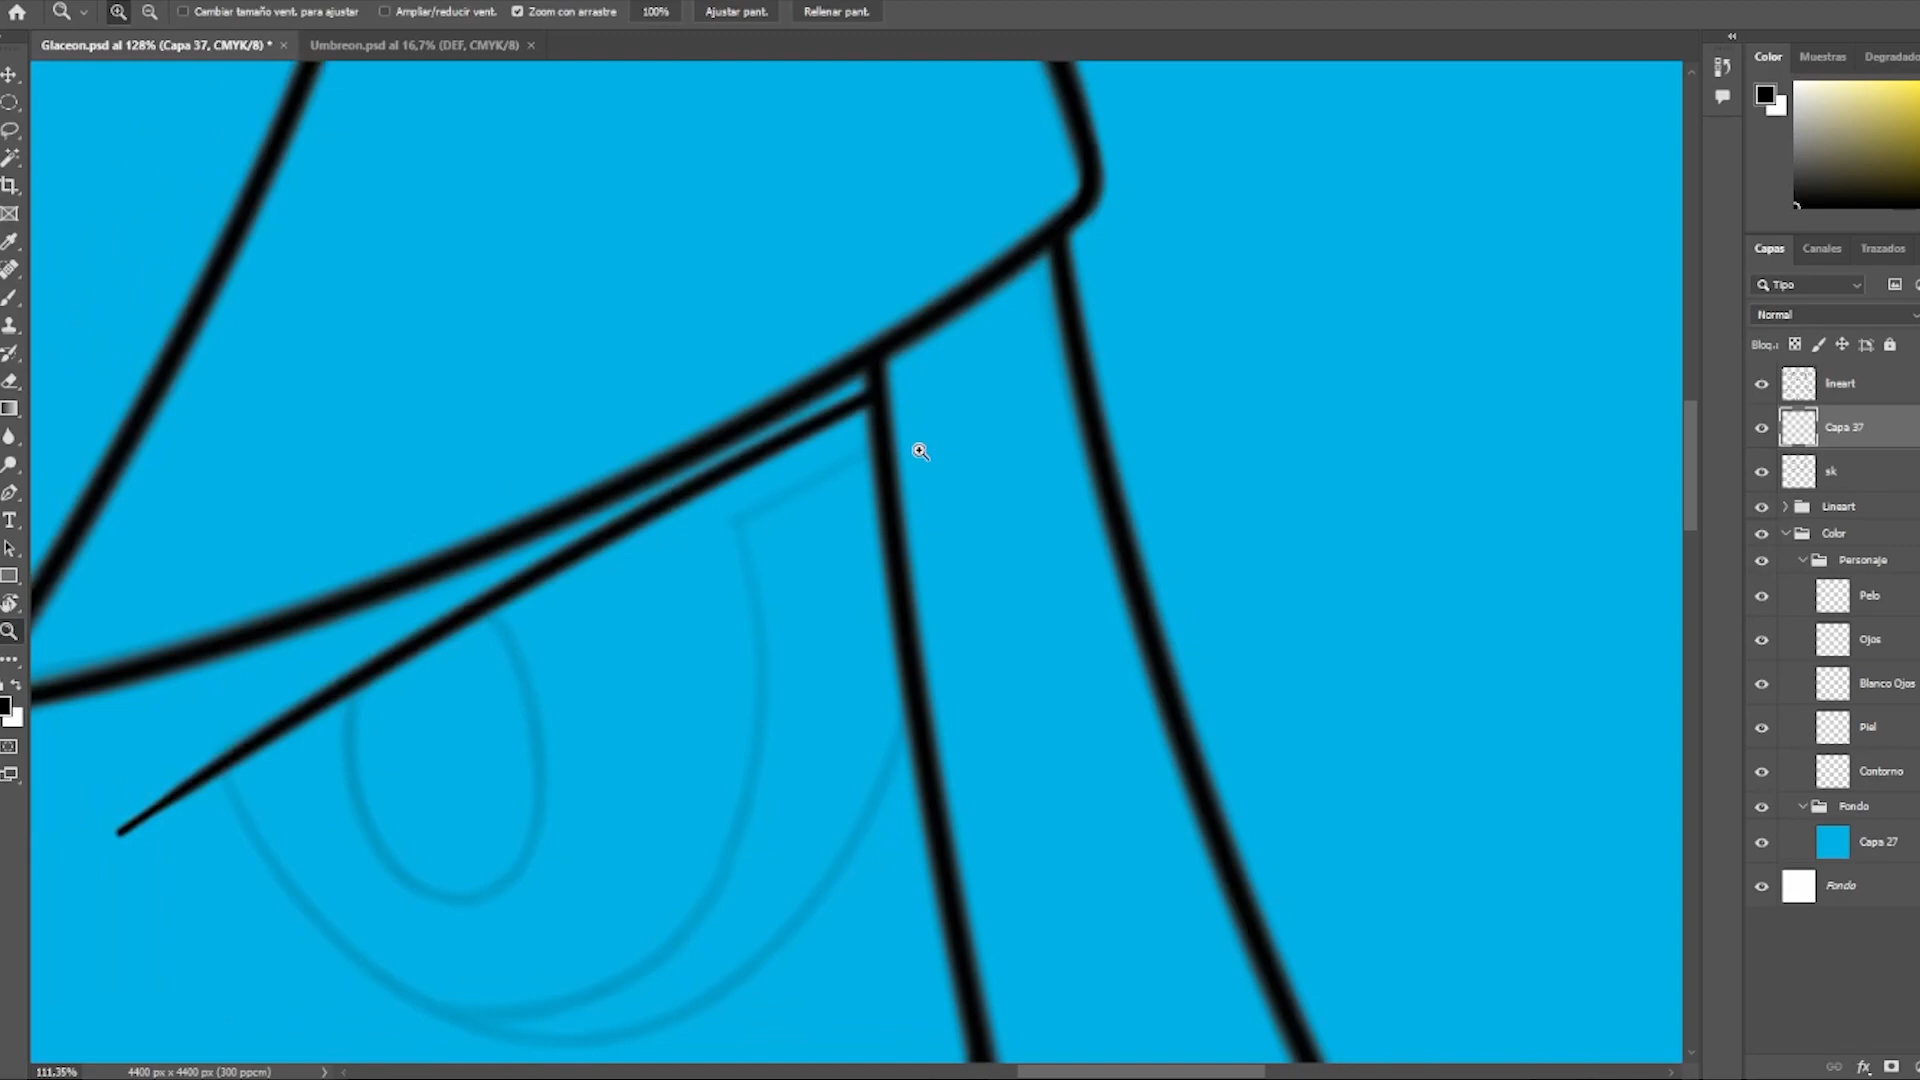 Cambiar tamaño vent. para ajustar Ampliar/reducir vent. Zoom con arrastre 100% Ajustar pant. Rellenar pant.
Glaceon.psd al 128% (Capa 37, CMYK/8) * × Umbreon.psd al 16,7% (DEF, CMYK/8) ×
Color Muestras Degradado
Capas Canales Trazados
Tipo
Normal
Bloq.:
lineart
Capa 37
sk
Lineart
Color
Personaje
Pelo
Ojos
Blanco Ojos
Piel
Contorno
Fondo
Capa 27
Fondo
111.35% 4400 px x 4400 px (300 ppcm)